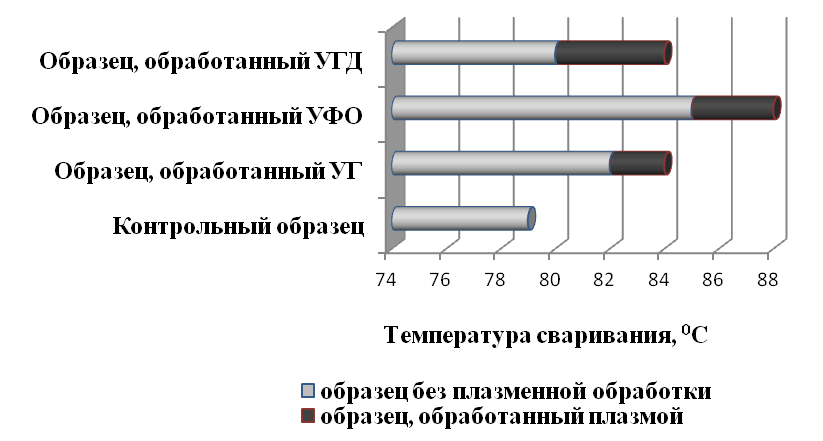 Образец, обработанный УГД
Образец, обработанный УФО
Образец, обработанный УГ
Контрольный образец
74 76 78 80 82 84 86 88
Температура сваривания, ⁰С
образец без плазменной обработки
образец, обработанный плазмой